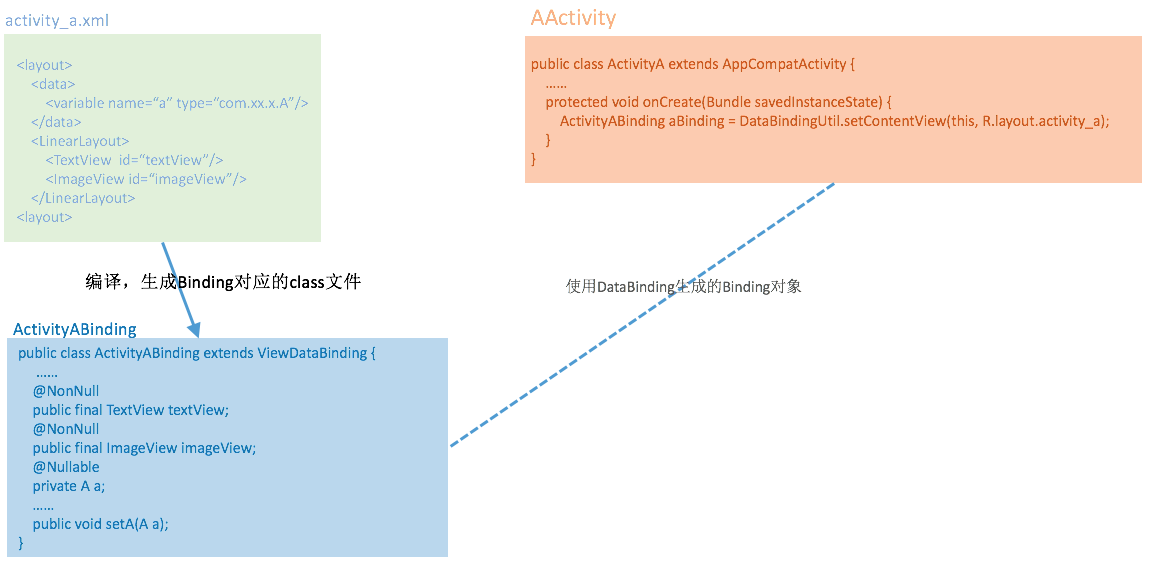 activity_a.xml
<layout>
<data>
<variable name=“a” type=“com.xx.x.A”/>
</data>
<LinearLayout>
<TextView  id=“textView”/>
<ImageView id=“imageView”/>
</LinearLayout>
<layout>
AActivity
public class ActivityA extends AppCompatActivity {
……
protected void onCreate(Bundle savedInstanceState) {
ActivityABinding aBinding = DataBindingUtil.setContentView(this, R.layout.activity_a);
}
}
编译，生成Binding对应的class文件
使用DataBinding生成的Binding对象
ActivityABinding
public class ActivityABinding extends ViewDataBinding {
……
@NonNull
public final TextView textView;
@NonNull
public final ImageView imageView;
@Nullable
private A a;
……
public void setA(A a);
}